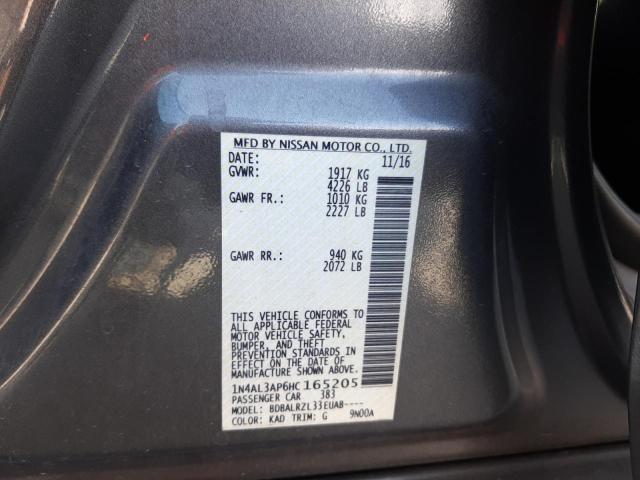 MFD BY NISSAN MOTOR CO., LTD.
DATE: 11/16
GVWR: 1917 KG
4226 LB
GAWR FR.: 1010 KG
2227 LB
GAWR RR.: 940 KG
2072 LB
THIS VEHICLE CONFORMS TO
ALL APPLICABLE FEDERAL
MOTOR VEHICLE SAFETY,
BUMPER, AND THEFT
PREVENTION STANDARDS IN
EFFECT ON THE DATE OF
MANUFACTURE SHOWN ABOVE.
1N4AL3AP6HC165205
PASSENGER CAR 383
MODEL: BDBALRZL33EUAB----
COLOR: KAD TRIM: G 9N00A